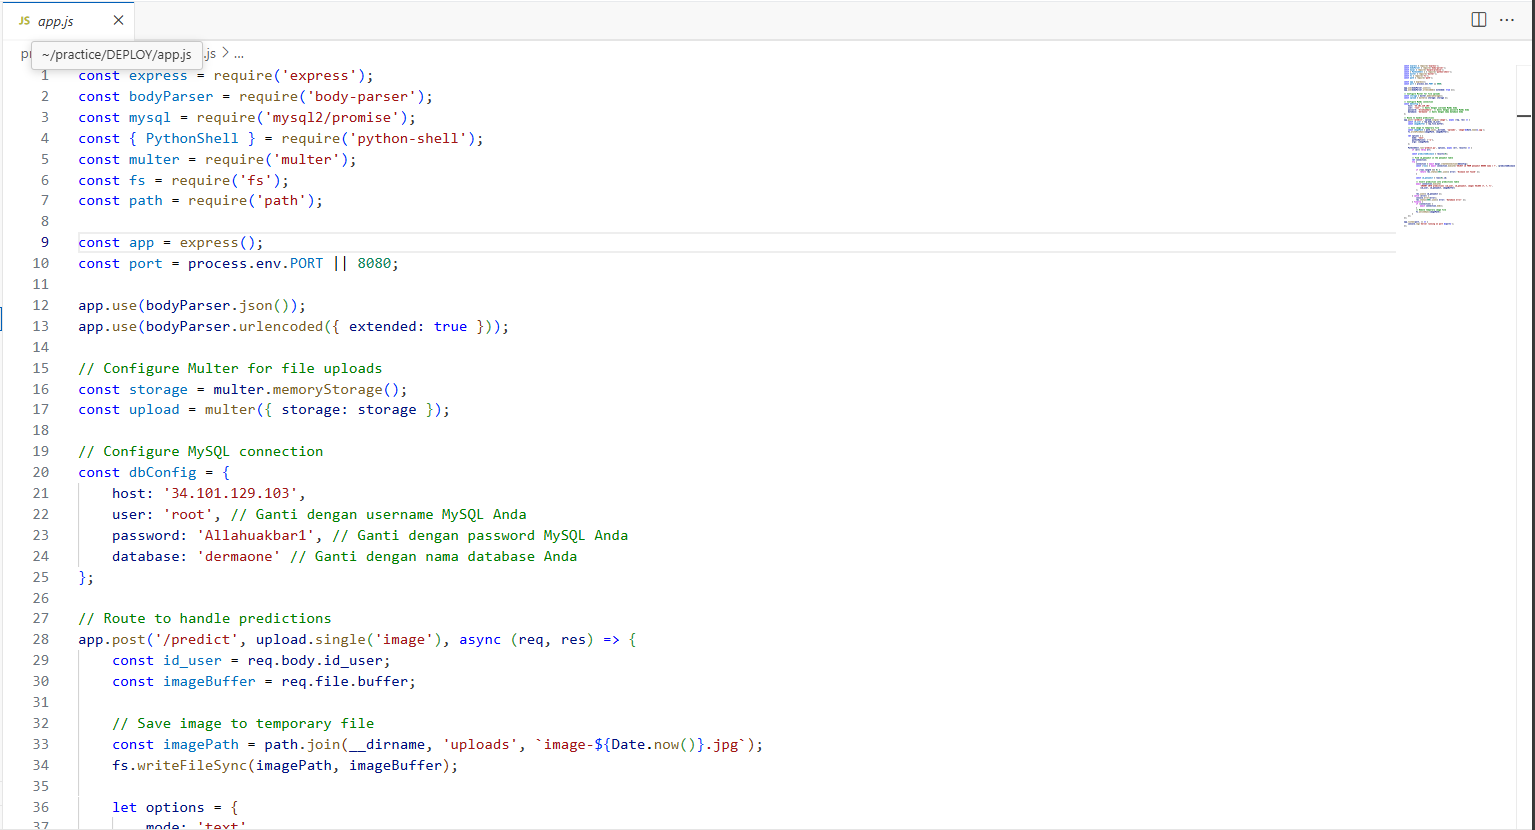 JS app.js
~/practice/DEPLOY/app.js .js > ...
1 const express = require('express');
2 const bodyParser = require('body-parser');
3 const mysql = require('mysql2/promise');
4 const { PythonShell } = require('python-shell');
5 const multer = require('multer');
6 const fs = require('fs');
7 const path = require('path');
8
9 const app = express();
10 const port = process.env.PORT || 8080;
11
12 app.use(bodyParser.json());
13 app.use(bodyParser.urlencoded({ extended: true }));
14
15 // Configure Multer for file uploads
16 const storage = multer.memoryStorage();
17 const upload = multer({ storage: storage });
18
19 // Configure MySQL connection
20 const dbConfig = {
21     host: '34.101.129.103',
22     user: 'root', // Ganti dengan username MySQL Anda
23     password: 'Allahuakbar1', // Ganti dengan password MySQL Anda
24     database: 'dermaone' // Ganti dengan nama database Anda
25 };
26
27 // Route to handle predictions
28 app.post('/predict', upload.single('image'), async (req, res) => {
29     const id_user = req.body.id_user;
30     const imageBuffer = req.file.buffer;
31
32     // Save image to temporary file
33     const imagePath = path.join(__dirname, 'uploads', `image-${Date.now()}.jpg`);
34     fs.writeFileSync(imagePath, imageBuffer);
35
36     let options = {
37         mode: 'text'